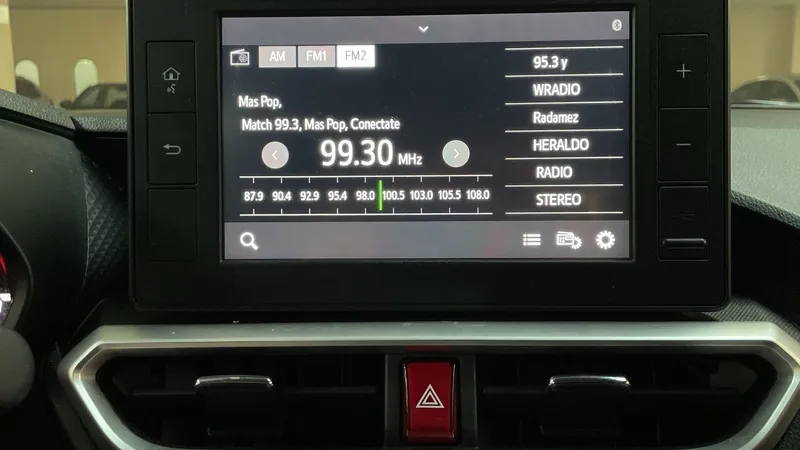 AM FM1 FM2
Mas Pop,
Match 99.3, Mas Pop, Conectate
99.30 MHz
87.9 90.4 92.9 95.4 98.0 100.5 103.0 105.5 108.0
95.3 y
WRADIO
Radamez
HERALDO
RADIO
STEREO
+
−